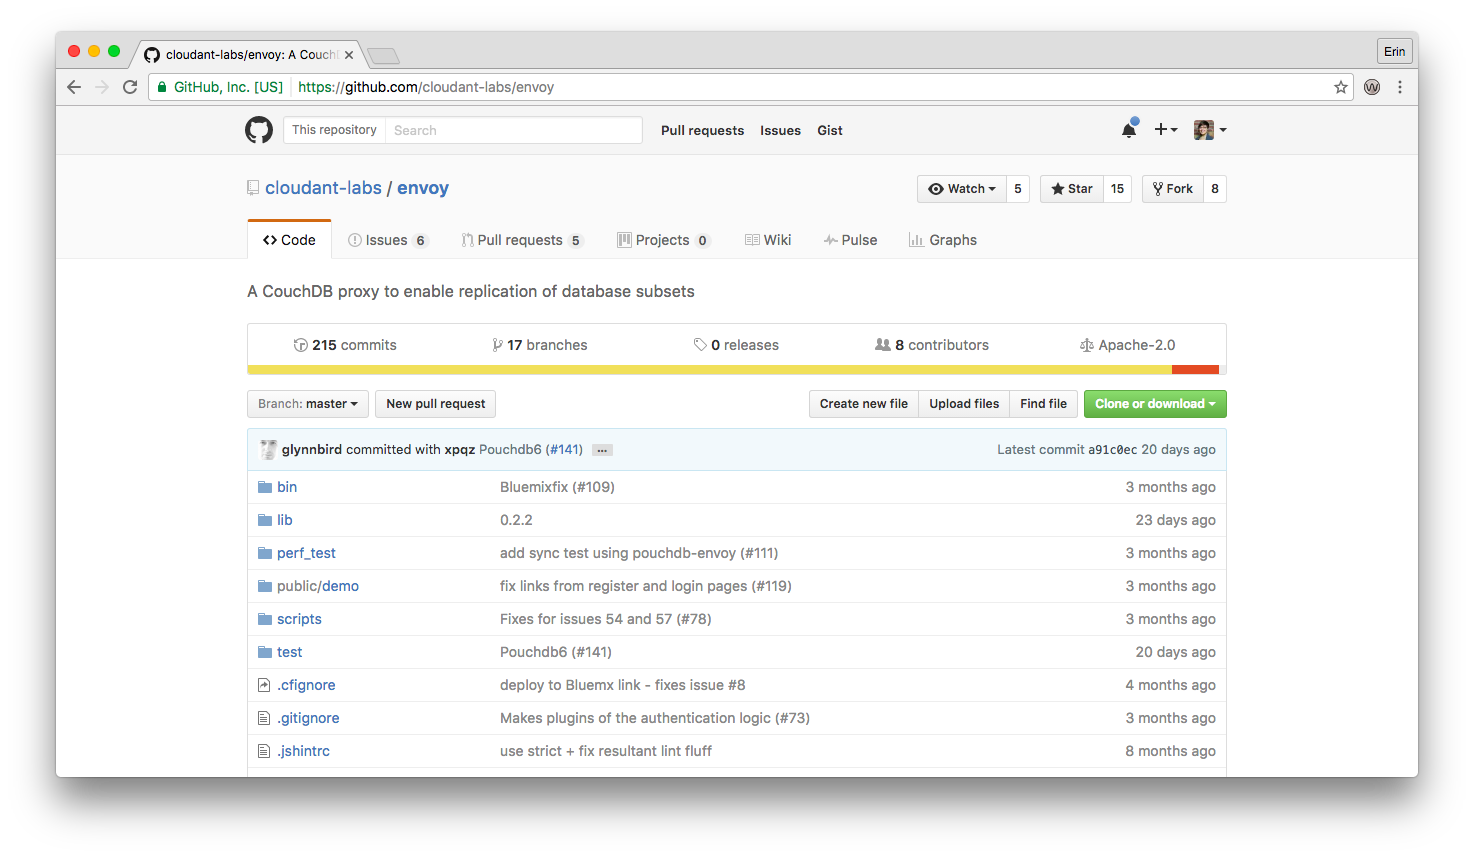 cloudant-labs/envoy: A Couch
Erin
GitHub, Inc. [US] https://github.com/cloudant-labs/envoy
This repository Search Pull requests Issues Gist
cloudant-labs / envoy Watch 5 Star 15 Fork 8
Code Issues 6 Pull requests 5 Projects 0 Wiki Pulse Graphs
A CouchDB proxy to enable replication of database subsets
215 commits 17 branches 0 releases 8 contributors Apache-2.0
Branch: master New pull request Create new file Upload files Find file Clone or download
glynnbird committed with xpqz Pouchdb6 (#141) ... Latest commit a91c0ec 20 days ago
bin Bluemixfix (#109) 3 months ago
lib 0.2.2 23 days ago
perf_test add sync test using pouchdb-envoy (#111) 3 months ago
public/demo fix links from register and login pages (#119) 3 months ago
scripts Fixes for issues 54 and 57 (#78) 3 months ago
test Pouchdb6 (#141) 20 days ago
.cfignore deploy to Bluemx link - fixes issue #8 4 months ago
.gitignore Makes plugins of the authentication logic (#73) 3 months ago
.jshintrc use strict + fix resultant lint fluff 8 months ago